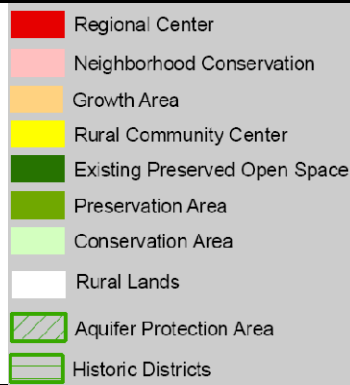 Regional Center
Neighborhood Conservation
Growth Area
Rural Community Center
Existing Preserved Open Space
Preservation Area
Conservation Area
Rural Lands
Aquifer Protection Area
Historic Districts